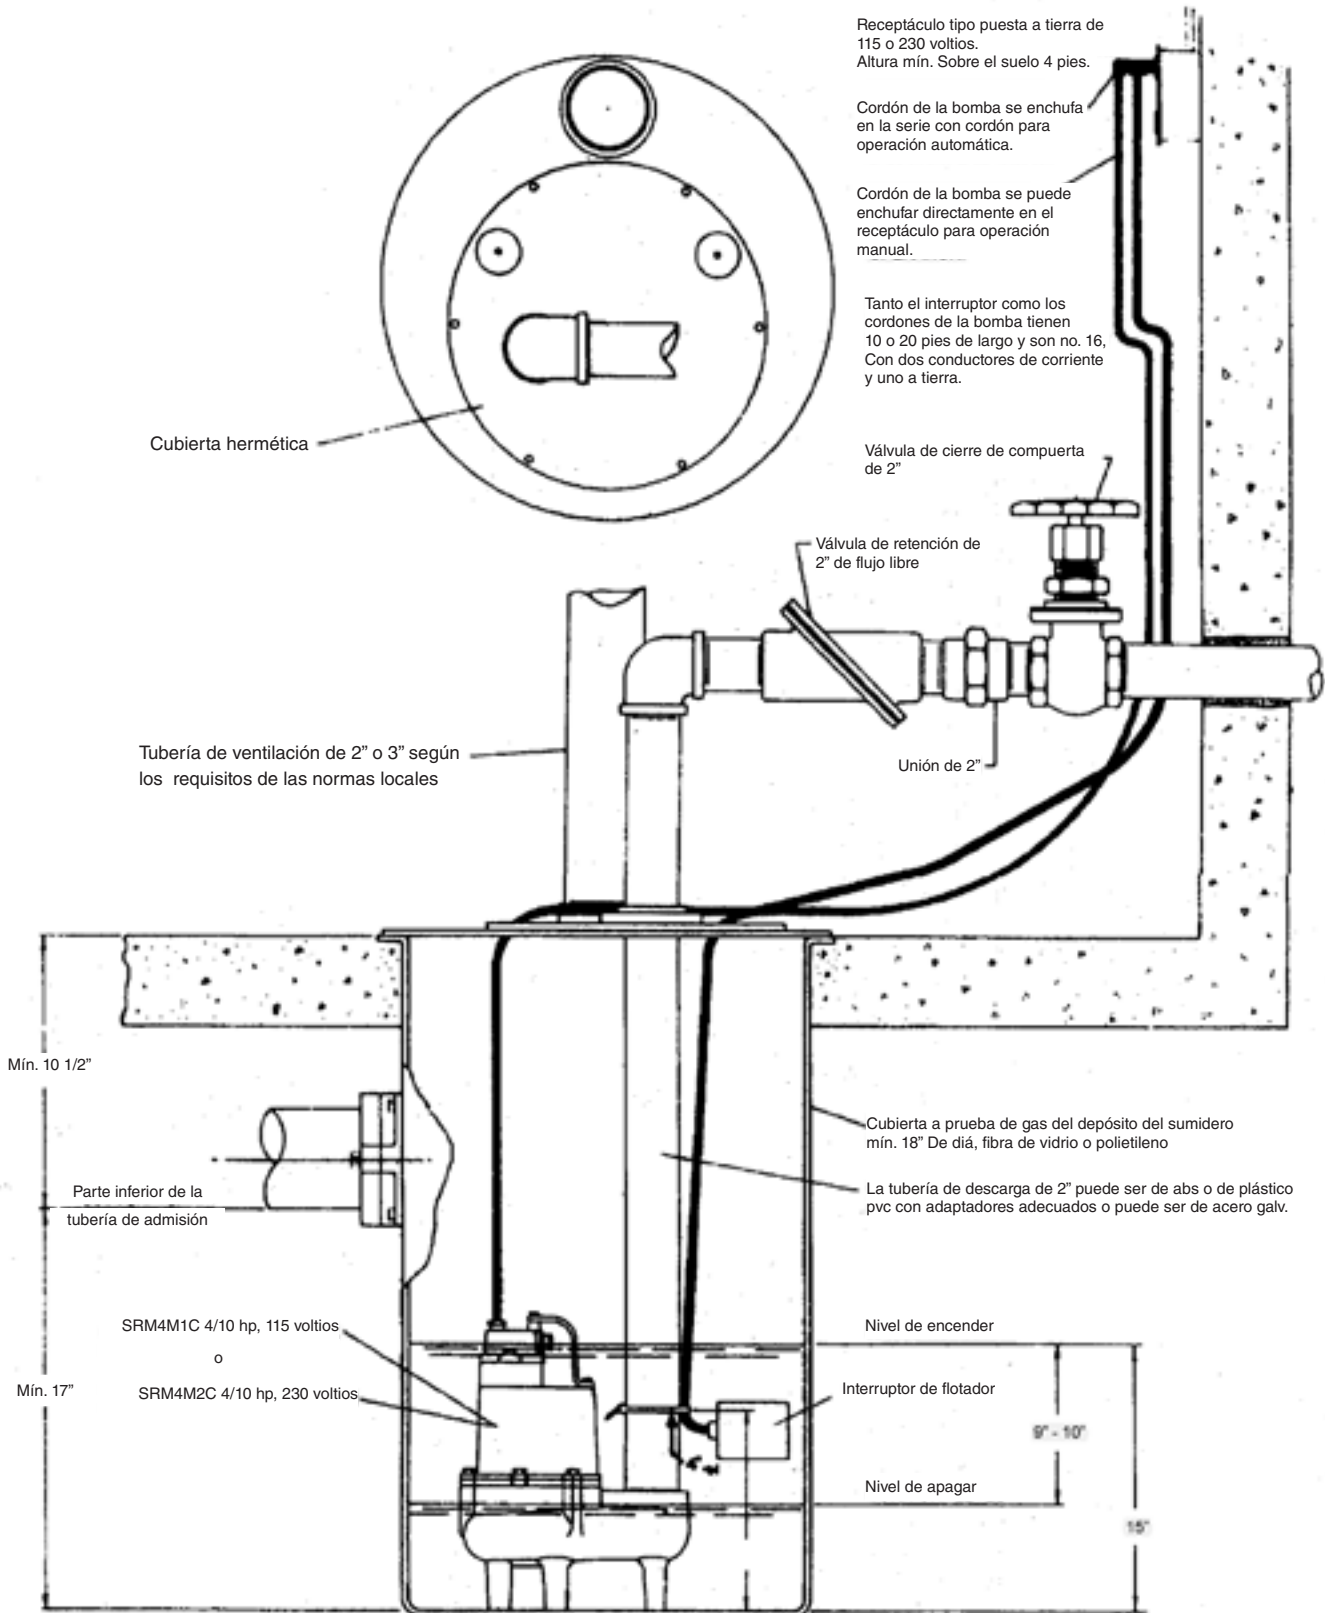 Receptáculo tipo puesta a tierra de
115 o 230 voltios.
Altura mín. Sobre el suelo 4 pies.
Cordón de la bomba se enchufa
en la serie con cordón para
operación automática.
Cordón de la bomba se puede
enchufar directamente en el
receptáculo para operación
manual.
Tanto el interruptor como los
cordones de la bomba tienen
10 o 20 pies de largo y son no. 16,
Con dos conductores de corriente
y uno a tierra.
Cubierta hermética
Válvula de cierre de compuerta
de 2”
Válvula de retención de
2” de flujo libre
Tubería de ventilación de 2” o 3” según
los requisitos de las normas locales
Unión de 2”
Mín. 10 1/2”
Cubierta a prueba de gas del depósito del sumidero
mín. 18” De diá, fibra de vidrio o polietileno
Parte inferior de la
tubería de admisión
La tubería de descarga de 2” puede ser de abs o de plástico
pvc con adaptadores adecuados o puede ser de acero galv.
SRM4M1C 4/10 hp, 115 voltios
o
SRM4M2C 4/10 hp, 230 voltios
Mín. 17”
Nivel de encender
Interruptor de flotador
9" - 10"
Nivel de apagar
15"